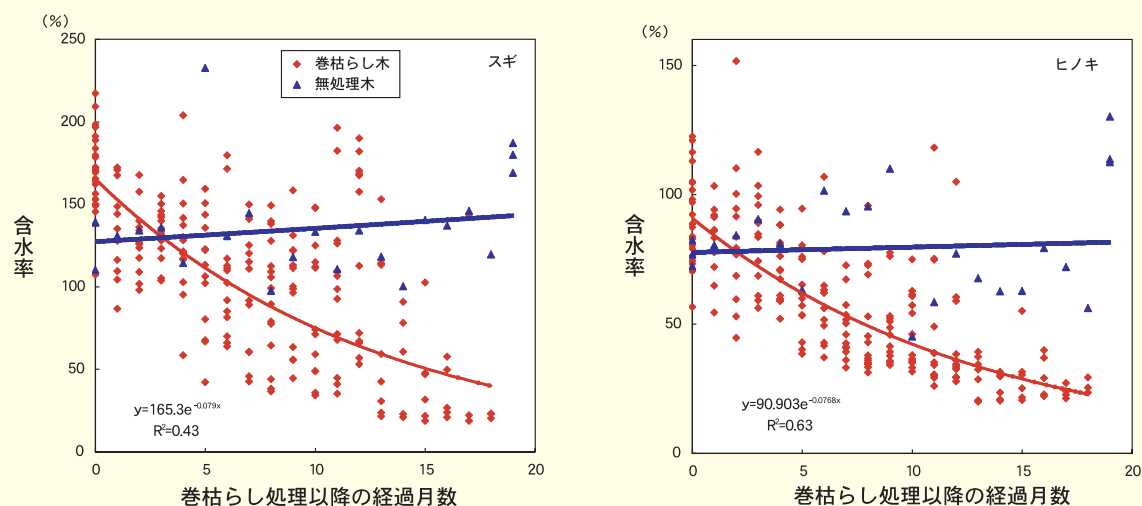 (%)
250
200
150
100
50
0
0 5 10 15 20
含水率
巻枯らし処理以降の経過月数
スギ
巻枯らし木
無処理木
y=165.3e^-0.079x
R²=0.43
(%)
150
100
50
0
0 5 10 15 20
含水率
巻枯らし処理以降の経過月数
ヒノキ
y=90.903e^-0.0768x
R²=0.63